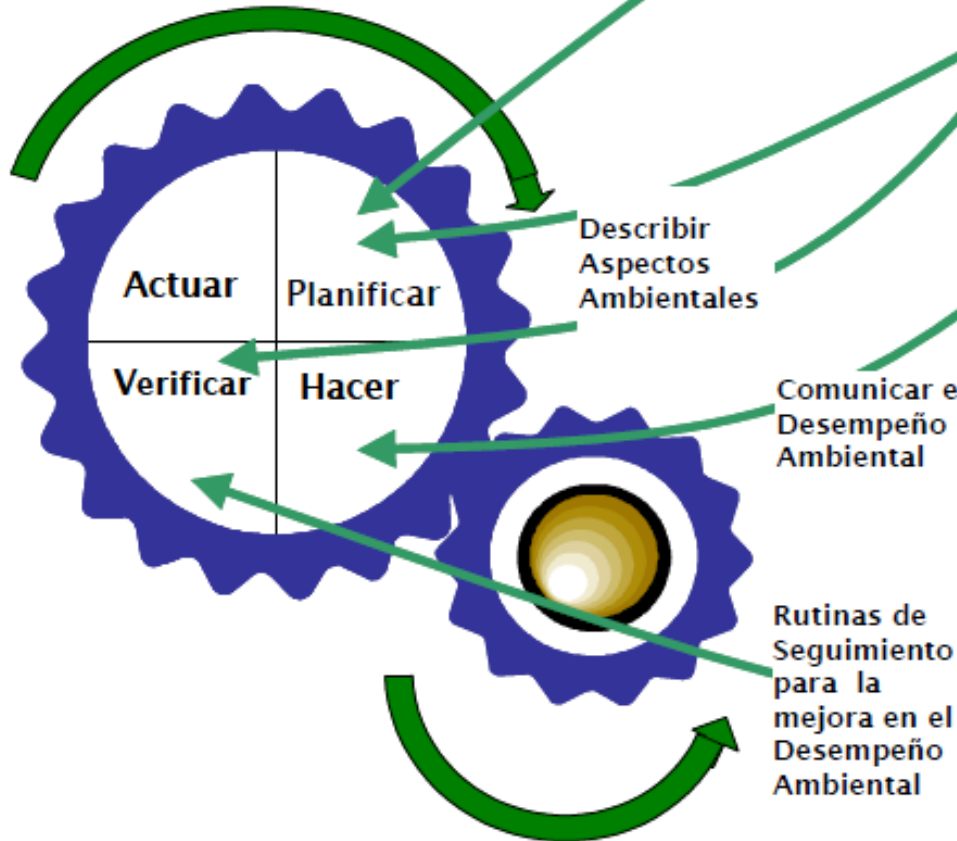 Actuar
Planificar
Verificar
Hacer
Describir
Aspectos
Ambientales
Comunicar e
Desempeño
Ambiental
Rutinas de
Seguimiento
para la
mejora en el
Desempeño
Ambiental